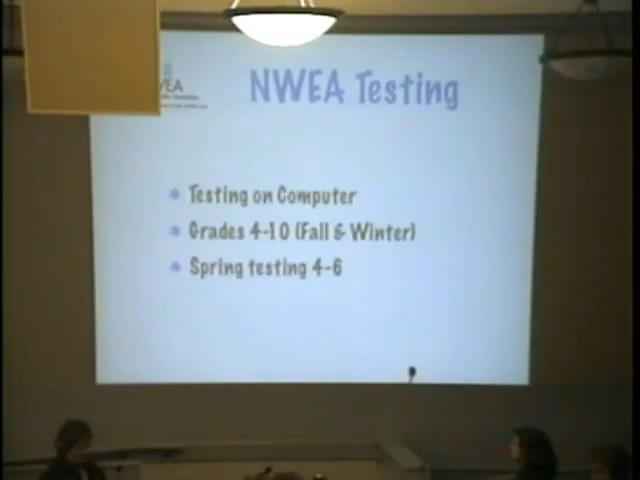 NWEA Testing
Testing on Computer
Grades 4-10 (Fall & Winter)
Spring testing 4-6